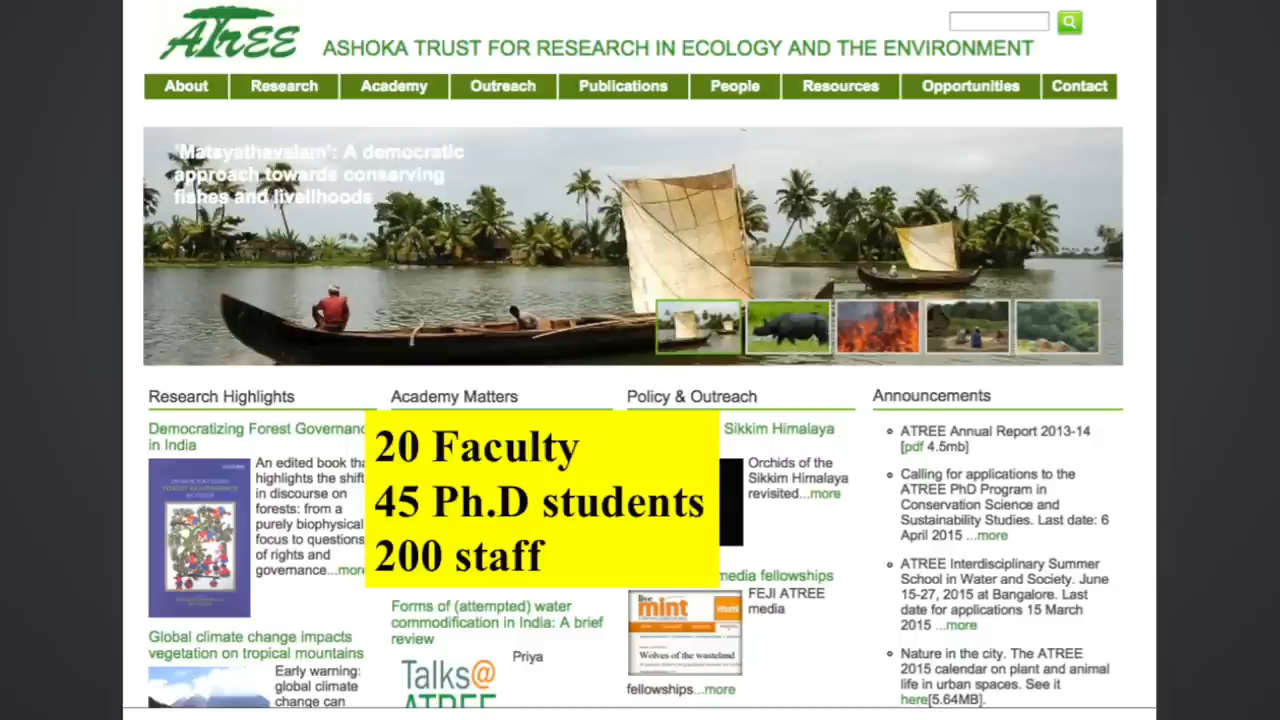 ATREE
ASHOKA TRUST FOR RESEARCH IN ECOLOGY AND THE ENVIRONMENT
About
Research
Academy
Outreach
Publications
People
Resources
Opportunities
Contact
'Matsyathavalam': A democratic
approach towards conserving
fishes and livelihoods
Research Highlights
Democratizing Forest Governanc
in India
An edited book tha
highlights the shift
in discourse on
forests: from a
purely biophysical
focus to questions
of rights and
governance...more
Global climate change impacts
vegetation on tropical mountains
Early warning:
global climate
change can
Academy Matters
20 Faculty
45 Ph.D students
200 staff
Forms of (attempted) water
commodification in India: A brief
review
Talks@
ATREE
Priya
Policy & Outreach
Sikkim Himalaya
Orchids of the
Sikkim Himalaya
revisited...more
media fellowships
live
mint
mint
Wolves of the wasteland
FEJI ATREE
media
fellowships...more
Announcements
ATREE Annual Report 2013-14
[pdf 4.5mb]
Calling for applications to the
ATREE PhD Program in
Conservation Science and
Sustainability Studies. Last date: 6
April 2015 ...more
ATREE Interdisciplinary Summer
School in Water and Society. June
15-27, 2015 at Bangalore. Last
date for applications 15 March
2015 ...more
Nature in the city. The ATREE
2015 calendar on plant and animal
life in urban spaces. See it
here[5.64MB].